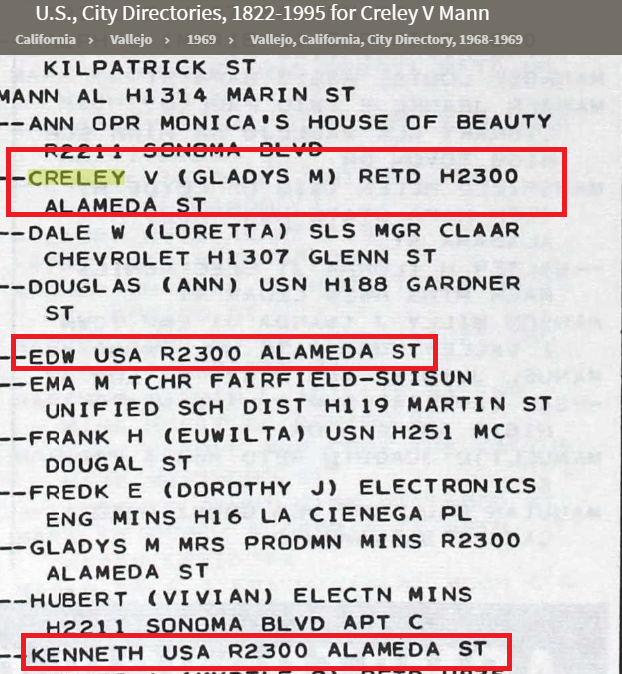 U.S., City Directories, 1822-1995 for Creley V Mann
California > Vallejo > 1969 > Vallejo, California, City Directory, 1968-1969
KILPATRICK ST
MANN AL H1314 MARIN ST
--ANN OPR MONICA'S HOUSE OF BEAUTY
R2211 SONOMA BLVD
--CRELEY V (GLADYS M) RETD H2300
ALAMEDA ST
--DALE W (LORETTA) SLS MGR CLAAR
CHEVROLET H1307 GLENN ST
--DOUGLAS (ANN) USN H188 GARDNER
ST
--EDW USA R2300 ALAMEDA ST
--EMA M TCHR FAIRFIELD-SUISUN
UNIFIED SCH DIST H119 MARTIN ST
--FRANK H (EUWILTA) USN H251 MC
DOUGAL ST
--FREDK E (DOROTHY J) ELECTRONICS
ENG MINS H16 LA CIENEGA PL
--GLADYS M MRS PRODMN MINS R2300
ALAMEDA ST
--HUBERT (VIVIAN) ELECTN MINS
H2211 SONOMA BLVD APT C
--KENNETH USA R2300 ALAMEDA ST